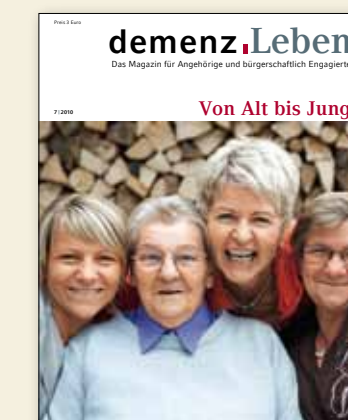 Preis 3 Euro
demenz.Leben
Das Magazin für Angehörige und bürgerschaftlich Engagierte
7 | 2010
Von Alt bis Jung